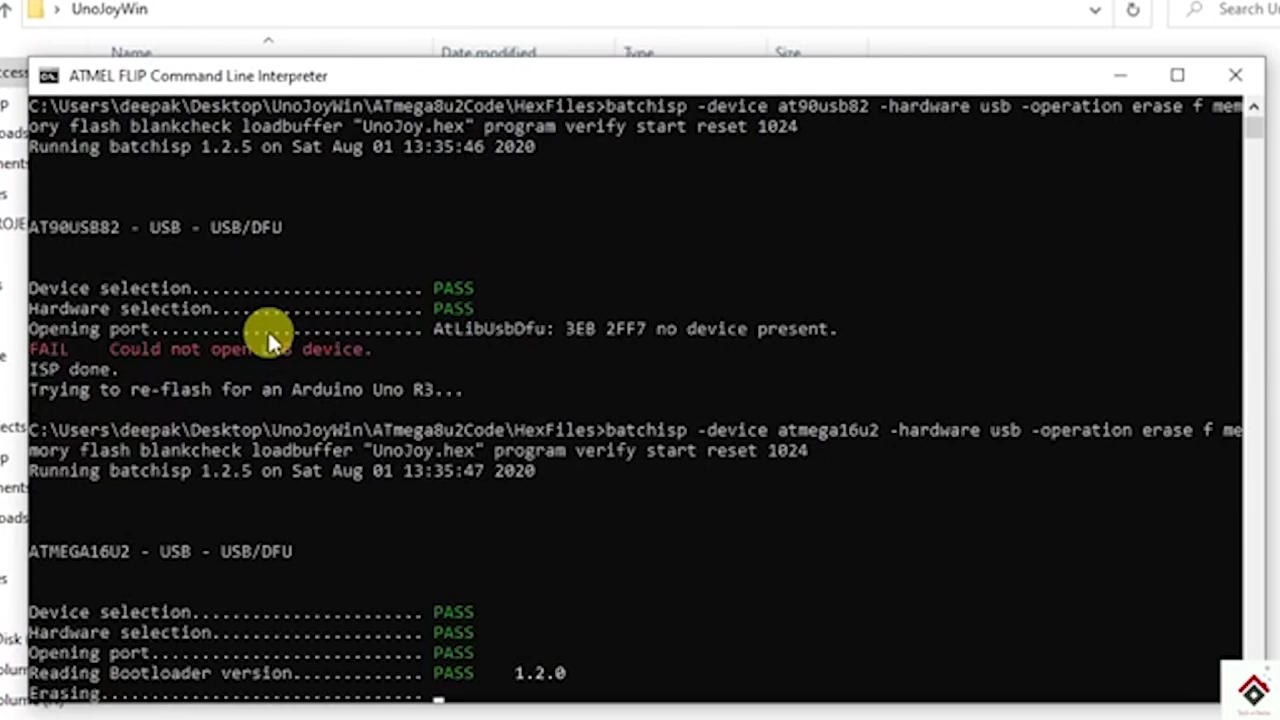 UnoJoyWin
Search Un
Name
Date modified
Type
Size
ATMEL FLIP Command Line Interpreter
C:\Users\deepak\Desktop\UnoJoyWin\ATmega8u2Code\HexFiles>batchisp -device at90usb82 -hardware usb -operation erase f mem
ory flash blankcheck loadbuffer "UnoJoy.hex" program verify start reset 1024
Running batchisp 1.2.5 on Sat Aug 01 13:35:46 2020
AT90USB82 - USB - USB/DFU
Device selection....................... PASS
Hardware selection..................... PASS
Opening port........................... AtLibUsbDfu: 3EB 2FF7 no device present.
FAIL Could not open device.
ISP done.
Trying to re-flash for an Arduino Uno R3...
C:\Users\deepak\Desktop\UnoJoyWin\ATmega8u2Code\HexFiles>batchisp -device atmega16u2 -hardware usb -operation erase f me
mory flash blankcheck loadbuffer "UnoJoy.hex" program verify start reset 1024
Running batchisp 1.2.5 on Sat Aug 01 13:35:47 2020
ATMEGA16U2 - USB - USB/DFU
Device selection....................... PASS
Hardware selection..................... PASS
Opening port........................... PASS
Reading Bootloader version............. PASS 1.2.0
Erasing................................